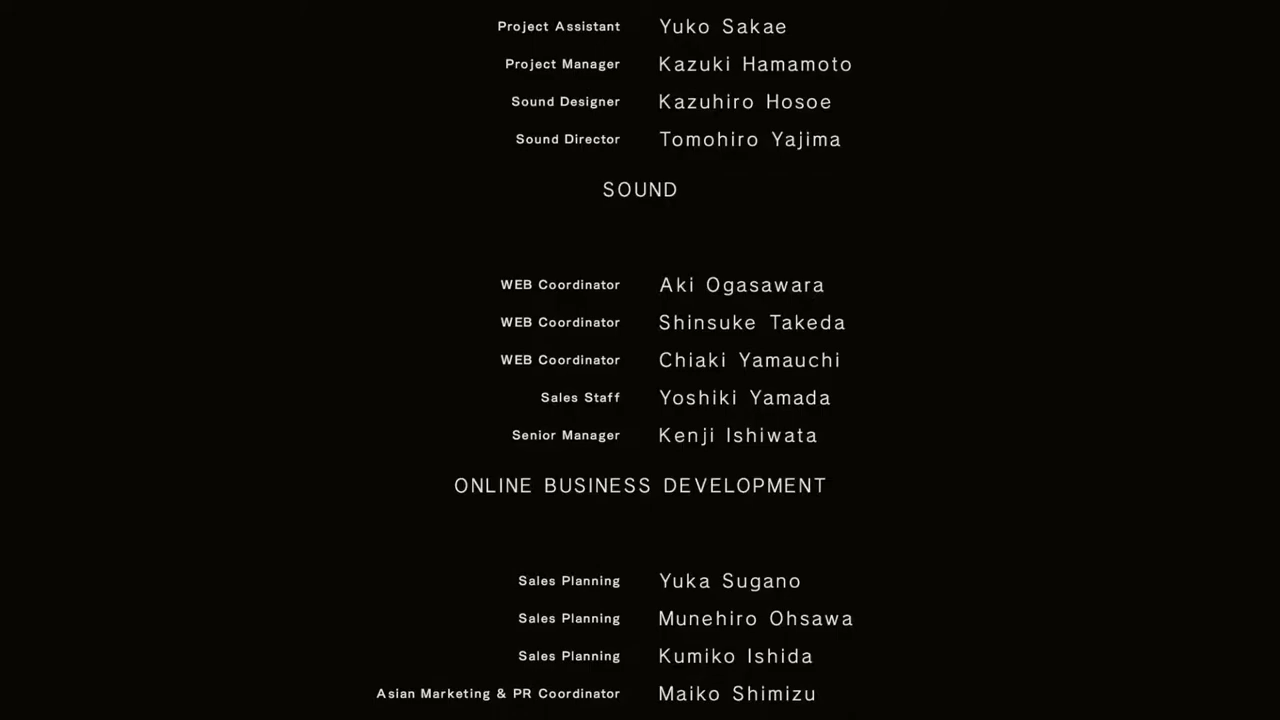 Project Assistant Yuko Sakae
Project Manager Kazuki Hamamoto
Sound Designer Kazuhiro Hosoe
Sound Director Tomohiro Yajima
SOUND
WEB Coordinator Aki Ogasawara
WEB Coordinator Shinsuke Takeda
WEB Coordinator Chiaki Yamauchi
Sales Staff Yoshiki Yamada
Senior Manager Kenji Ishiwata
ONLINE BUSINESS DEVELOPMENT
Sales Planning Yuka Sugano
Sales Planning Munehiro Ohsawa
Sales Planning Kumiko Ishida
Asian Marketing & PR Coordinator Maiko Shimizu